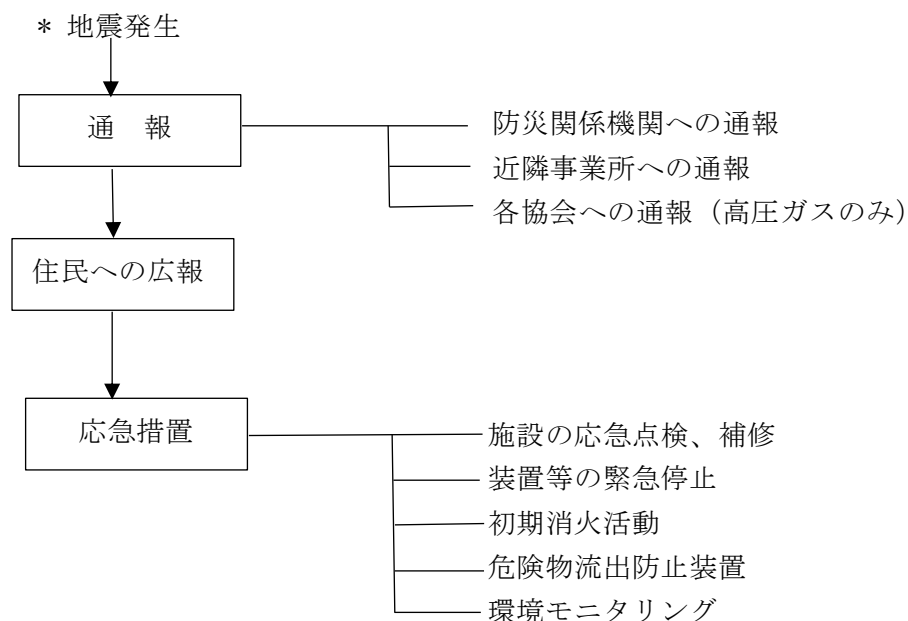 * 地震発生
通　報
防災関係機関への通報
近隣事業所への通報
各協会への通報（高圧ガスのみ）
住民への広報
応急措置
施設の応急点検、補修
装置等の緊急停止
初期消火活動
危険物流出防止装置
環境モニタリング